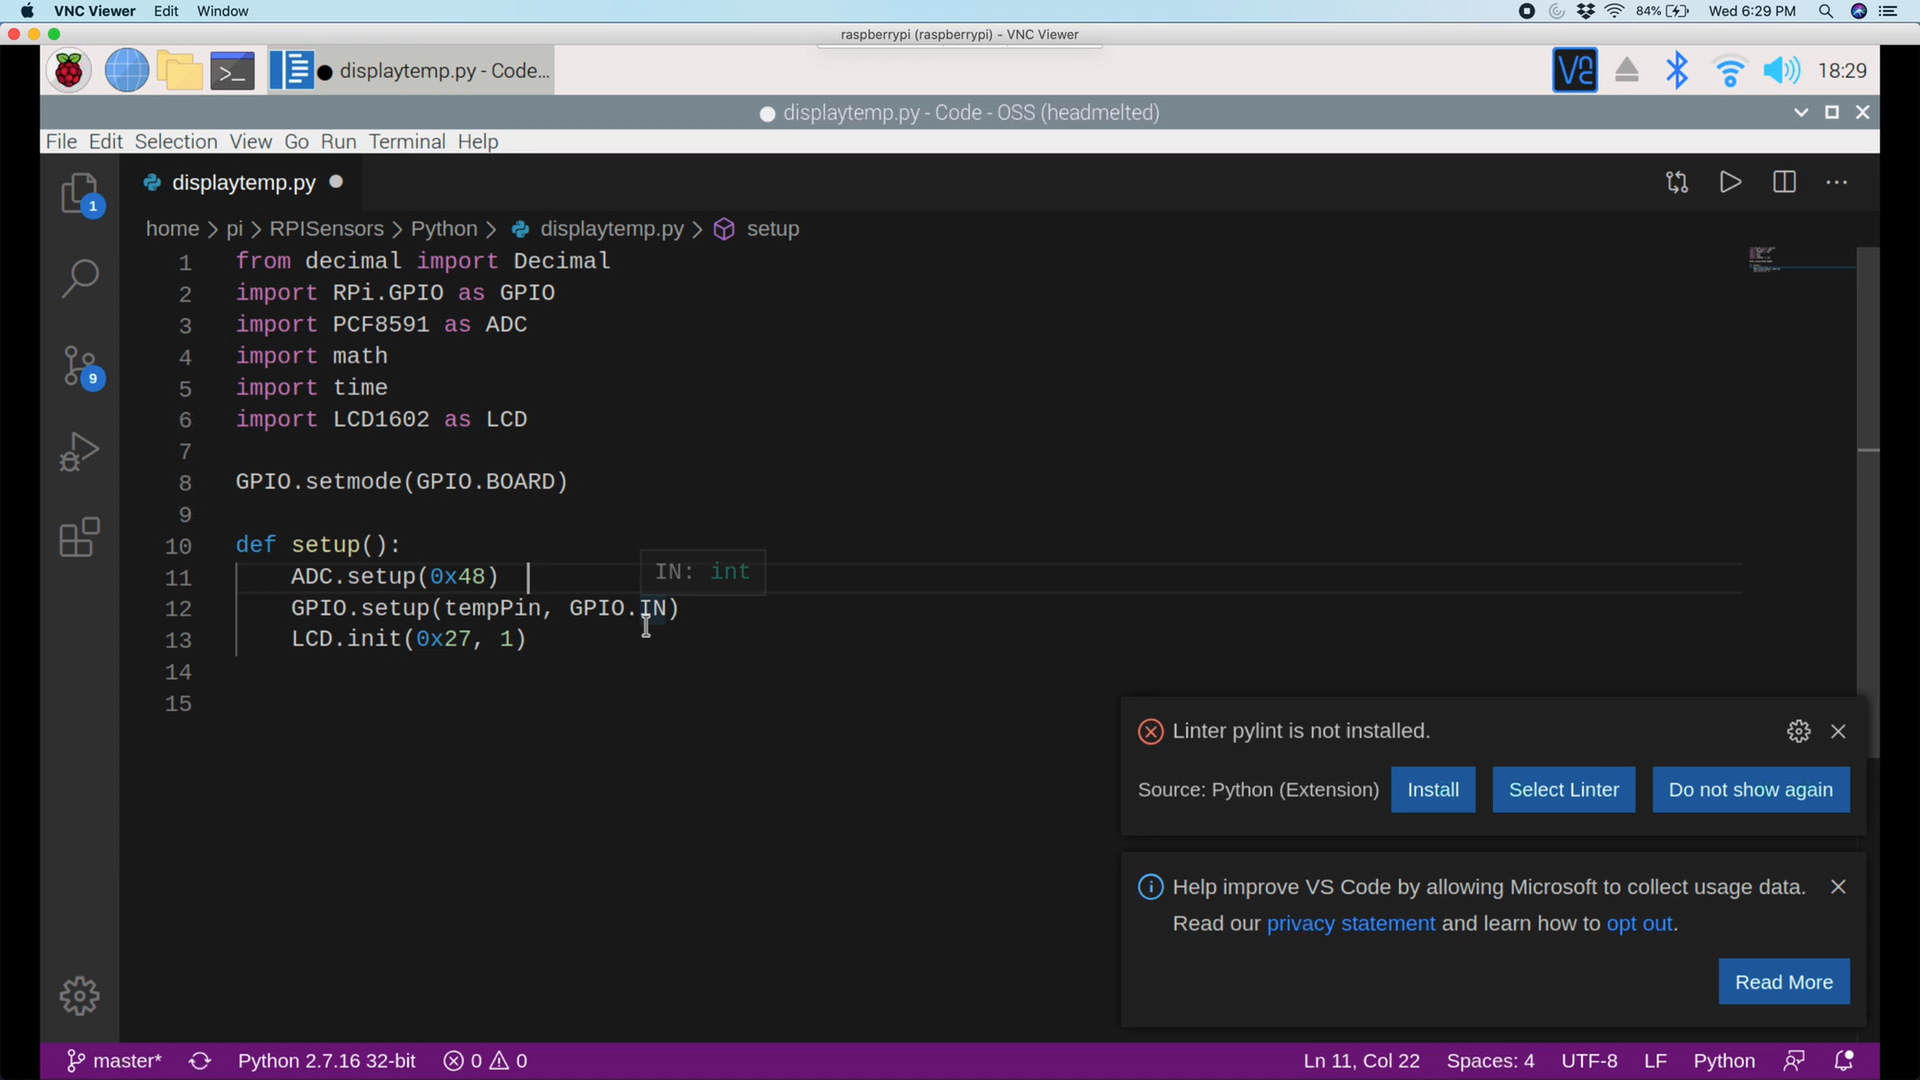 VNC Viewer Edit Window 84% Wed 6:29 PM
raspberrypi (raspberrypi) - VNC Viewer
>_ displaytemp.py - Code... VNC 18:29
displaytemp.py - Code - OSS (headmelted)
File Edit Selection View Go Run Terminal Help
1 displaytemp.py
home > pi > RPISensors > Python > displaytemp.py > setup
1 from decimal import Decimal
2 import RPi.GPIO as GPIO
3 import PCF8591 as ADC
4 import math
5 import time
6 import LCD1602 as LCD
7
8 GPIO.setmode(GPIO.BOARD)
9
10 def setup():
11 ADC.setup(0x48)
IN: int
12 GPIO.setup(tempPin, GPIO.IN)
13 LCD.init(0x27, 1)
14
15
9
Linter pylint is not installed.
Source: Python (Extension) Install Select Linter Do not show again
Help improve VS Code by allowing Microsoft to collect usage data.
Read our privacy statement and learn how to opt out.
Read More
master* Python 2.7.16 32-bit 0 0 Ln 11, Col 22 Spaces: 4 UTF-8 LF Python